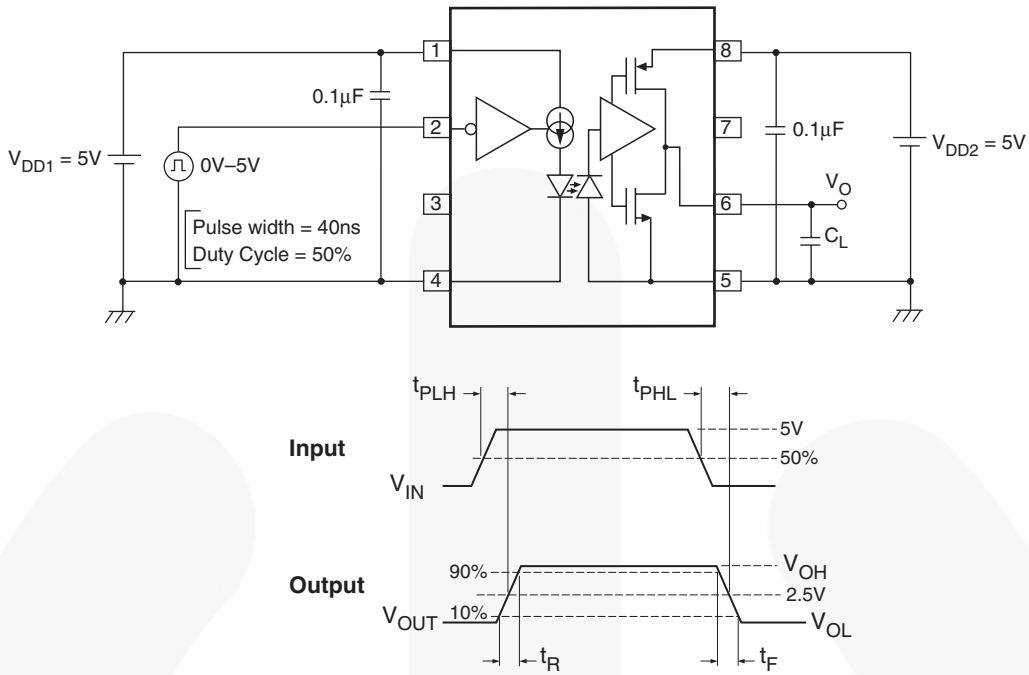 1
8
0.1μF
2
7
0.1μF
V_DD1 = 5V
0V–5V
V_DD2 = 5V
3
6
V_O
Pulse width = 40ns
Duty Cycle = 50%
C_L
4
5
t_PLH
t_PHL
5V
Input
50%
V_IN
90%
V_OH
Output
2.5V
V_OUT
10%
V_OL
t_R
t_F